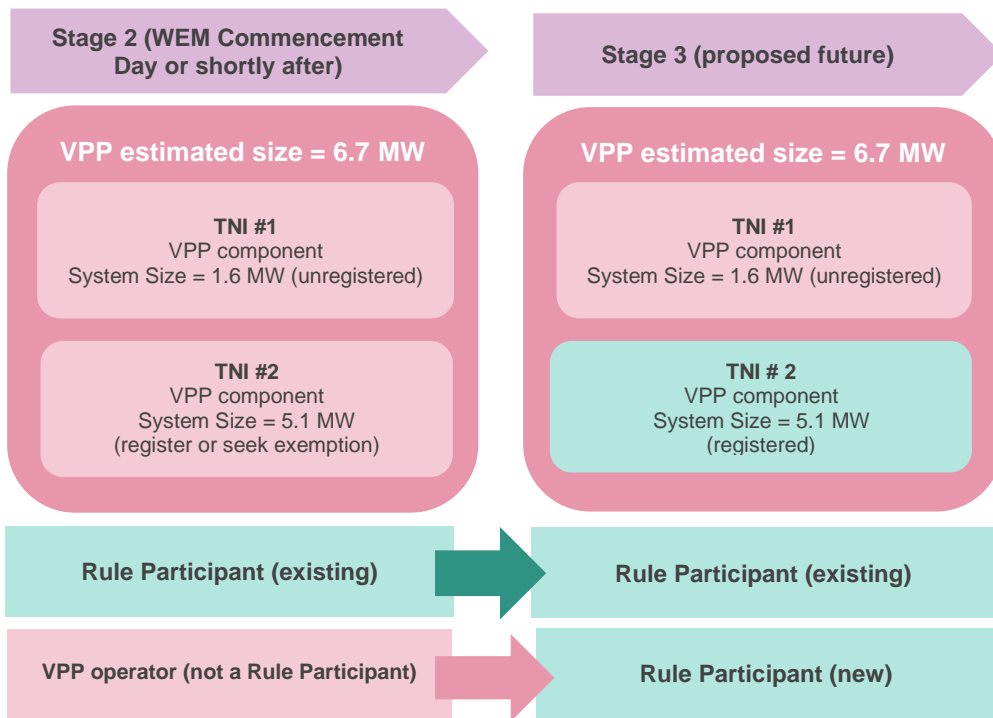 Stage 2 (WEM Commencement
Day or shortly after)
Stage 3 (proposed future)
VPP estimated size = 6.7 MW
TNI #1
VPP component
System Size = 1.6 MW (unregistered)
TNI #2
VPP component
System Size = 5.1 MW
(register or seek exemption)
VPP estimated size = 6.7 MW
TNI #1
VPP component
System Size = 1.6 MW (unregistered)
TNI # 2
VPP component
System Size = 5.1 MW
(registered)
Rule Participant (existing)
Rule Participant (existing)
VPP operator (not a Rule Participant)
Rule Participant (new)